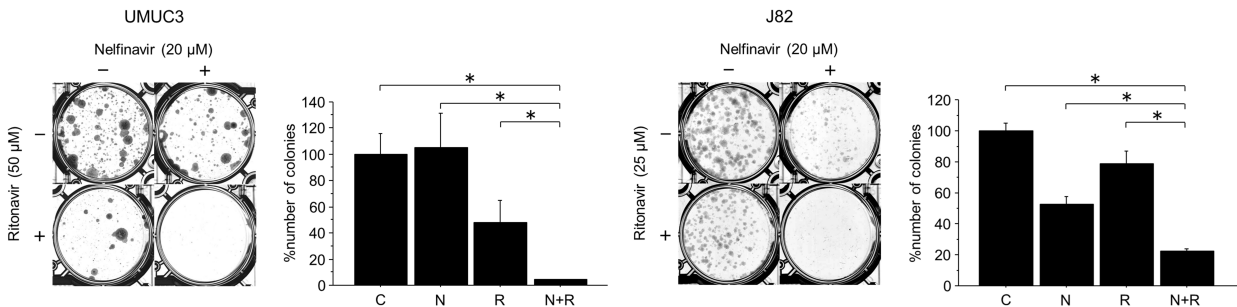 UMUC3
Nelfinavir (20 µM)
− +
Ritonavir (50 µM)
−
+
%number of colonies
140
120
100
80
60
40
20
0
* * *
C N R N+R
J82
Nelfinavir (20 µM)
− +
Ritonavir (25 µM)
−
+
%number of colonies
120
100
80
60
40
20
0
* * *
C N R N+R